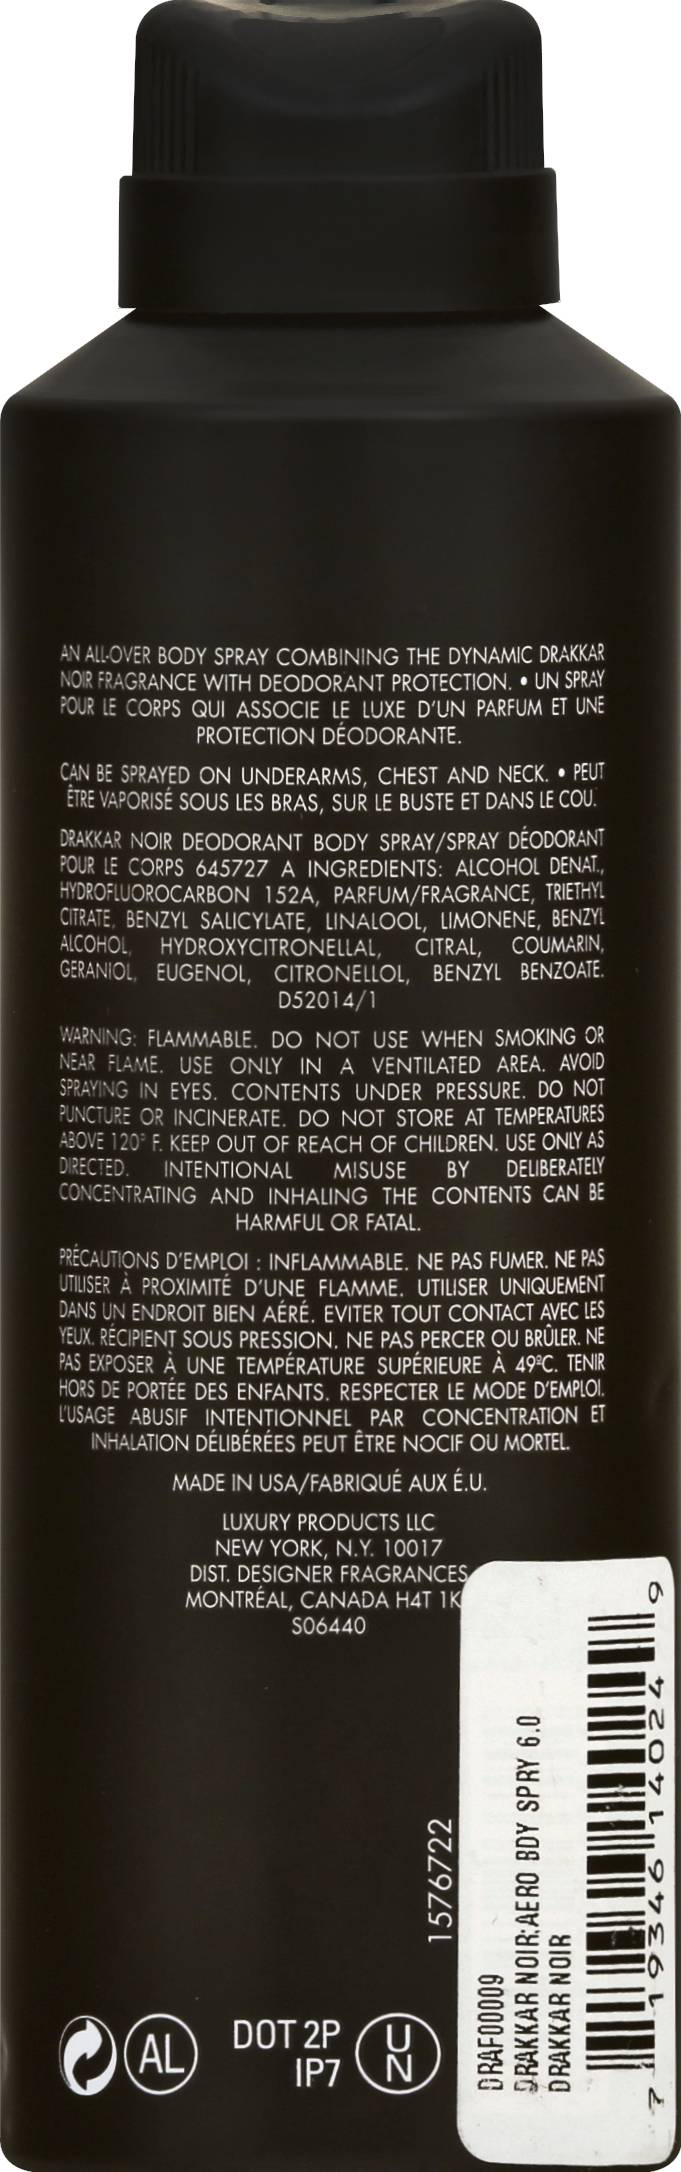 AN ALL-OVER BODY SPRAY COMBINING THE DYNAMIC DRAKKAR
NOIR FRAGRANCE WITH DEODORANT PROTECTION. • UN SPRAY
POUR LE CORPS QUI ASSOCIE LE LUXE D'UN PARFUM ET UNE
PROTECTION DÉODORANTE.
CAN BE SPRAYED ON UNDERARMS, CHEST AND NECK. • PEUT
ÊTRE VAPORISÉ SOUS LES BRAS, SUR LE BUSTE ET DANS LE COU.
DRAKKAR NOIR DEODORANT BODY SPRAY/SPRAY DÉODORANT
POUR LE CORPS 645727 A INGREDIENTS: ALCOHOL DENAT.,
HYDROFLUOROCARBON 152A, PARFUM/FRAGRANCE, TRIETHYL
CITRATE, BENZYL SALICYLATE, LINALOOL, LIMONENE, BENZYL
ALCOHOL, HYDROXYCITRONELLAL, CITRAL, COUMARIN,
GERANIOL, EUGENOL, CITRONELLOL, BENZYL BENZOATE.
D52014/1
WARNING: FLAMMABLE. DO NOT USE WHEN SMOKING OR
NEAR FLAME. USE ONLY IN A VENTILATED AREA. AVOID
SPRAYING IN EYES. CONTENTS UNDER PRESSURE. DO NOT
PUNCTURE OR INCINERATE. DO NOT STORE AT TEMPERATURES
ABOVE 120° F. KEEP OUT OF REACH OF CHILDREN. USE ONLY AS
DIRECTED. INTENTIONAL MISUSE BY DELIBERATELY
CONCENTRATING AND INHALING THE CONTENTS CAN BE
HARMFUL OR FATAL.
PRÉCAUTIONS D'EMPLOI : INFLAMMABLE. NE PAS FUMER. NE PAS
UTILISER À PROXIMITÉ D'UNE FLAMME. UTILISER UNIQUEMENT
DANS UN ENDROIT BIEN AÉRÉ. EVITER TOUT CONTACT AVEC LES
YEUX. RÉCIPIENT SOUS PRESSION. NE PAS PERCER OU BRÛLER. NE
PAS EXPOSER À UNE TEMPÉRATURE SUPÉRIEURE À 49ºC. TENIR
HORS DE PORTÉE DES ENFANTS. RESPECTER LE MODE D'EMPLOI.
L'USAGE ABUSIF INTENTIONNEL PAR CONCENTRATION ET
INHALATION DÉLIBÉRÉES PEUT ÊTRE NOCIF OU MORTEL.
MADE IN USA/FABRIQUÉ AUX É.U.
LUXURY PRODUCTS LLC
NEW YORK, N.Y. 10017
DIST. DESIGNER FRAGRANCES
MONTRÉAL, CANADA H4T 1K
S06440
1576722
AL
DOT 2P
IP7
UN
DRAF00009
DRAKKAR NOIR:AERO BDY SPRY 6.0
DRAKKAR NOIR
7 19346 14024 9